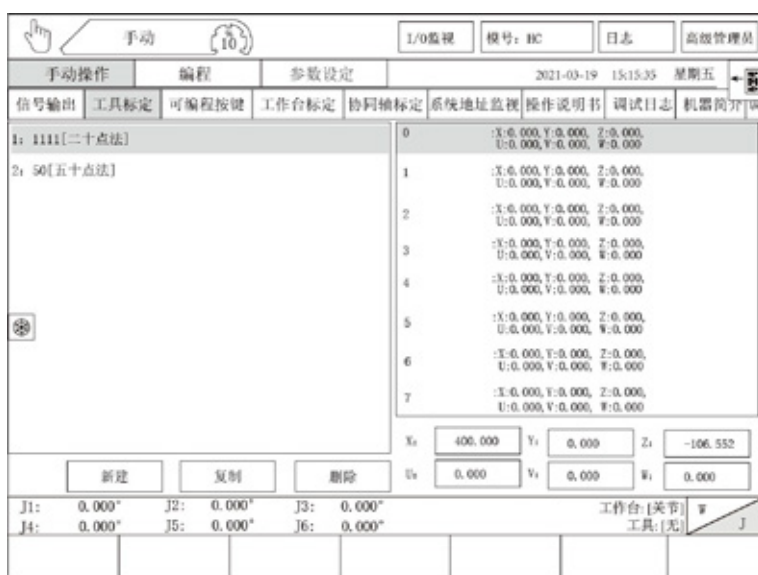 手动 10 I/O监视 模号: HC 日志 高级管理员
手动操作 编程 参数设定 2021-03-19 15:15:35 星期五
信号输出 工具标定 可编程按键 工作台标定 协同轴标定 系统地址监视 操作说明书 调试日志 机器简介
1: 1111[二十点法]
2: 50[五十点法]
0 :X:0.000,Y:0.000, Z:0.000,
U:0.000,V:0.000, W:0.000
1 :X:0.000,Y:0.000, Z:0.000,
U:0.000,V:0.000, W:0.000
2 :X:0.000,Y:0.000, Z:0.000,
U:0.000,V:0.000, W:0.000
3 :X:0.000,Y:0.000, Z:0.000,
U:0.000,V:0.000, W:0.000
4 :X:0.000,Y:0.000, Z:0.000,
U:0.000,V:0.000, W:0.000
5 :X:0.000,Y:0.000, Z:0.000,
U:0.000,V:0.000, W:0.000
6 :X:0.000,Y:0.000, Z:0.000,
U:0.000,V:0.000, W:0.000
7 :X:0.000,Y:0.000, Z:0.000,
U:0.000,V:0.000, W:0.000
X: 400.000 Y: 0.000 Z: -106.552
新建 复制 删除 U: 0.000 V: 0.000 W: 0.000
J1: 0.000° J2: 0.000° J3: 0.000° 工作台:[关节] W
J4: 0.000° J5: 0.000° J6: 0.000° 工具:[无] J